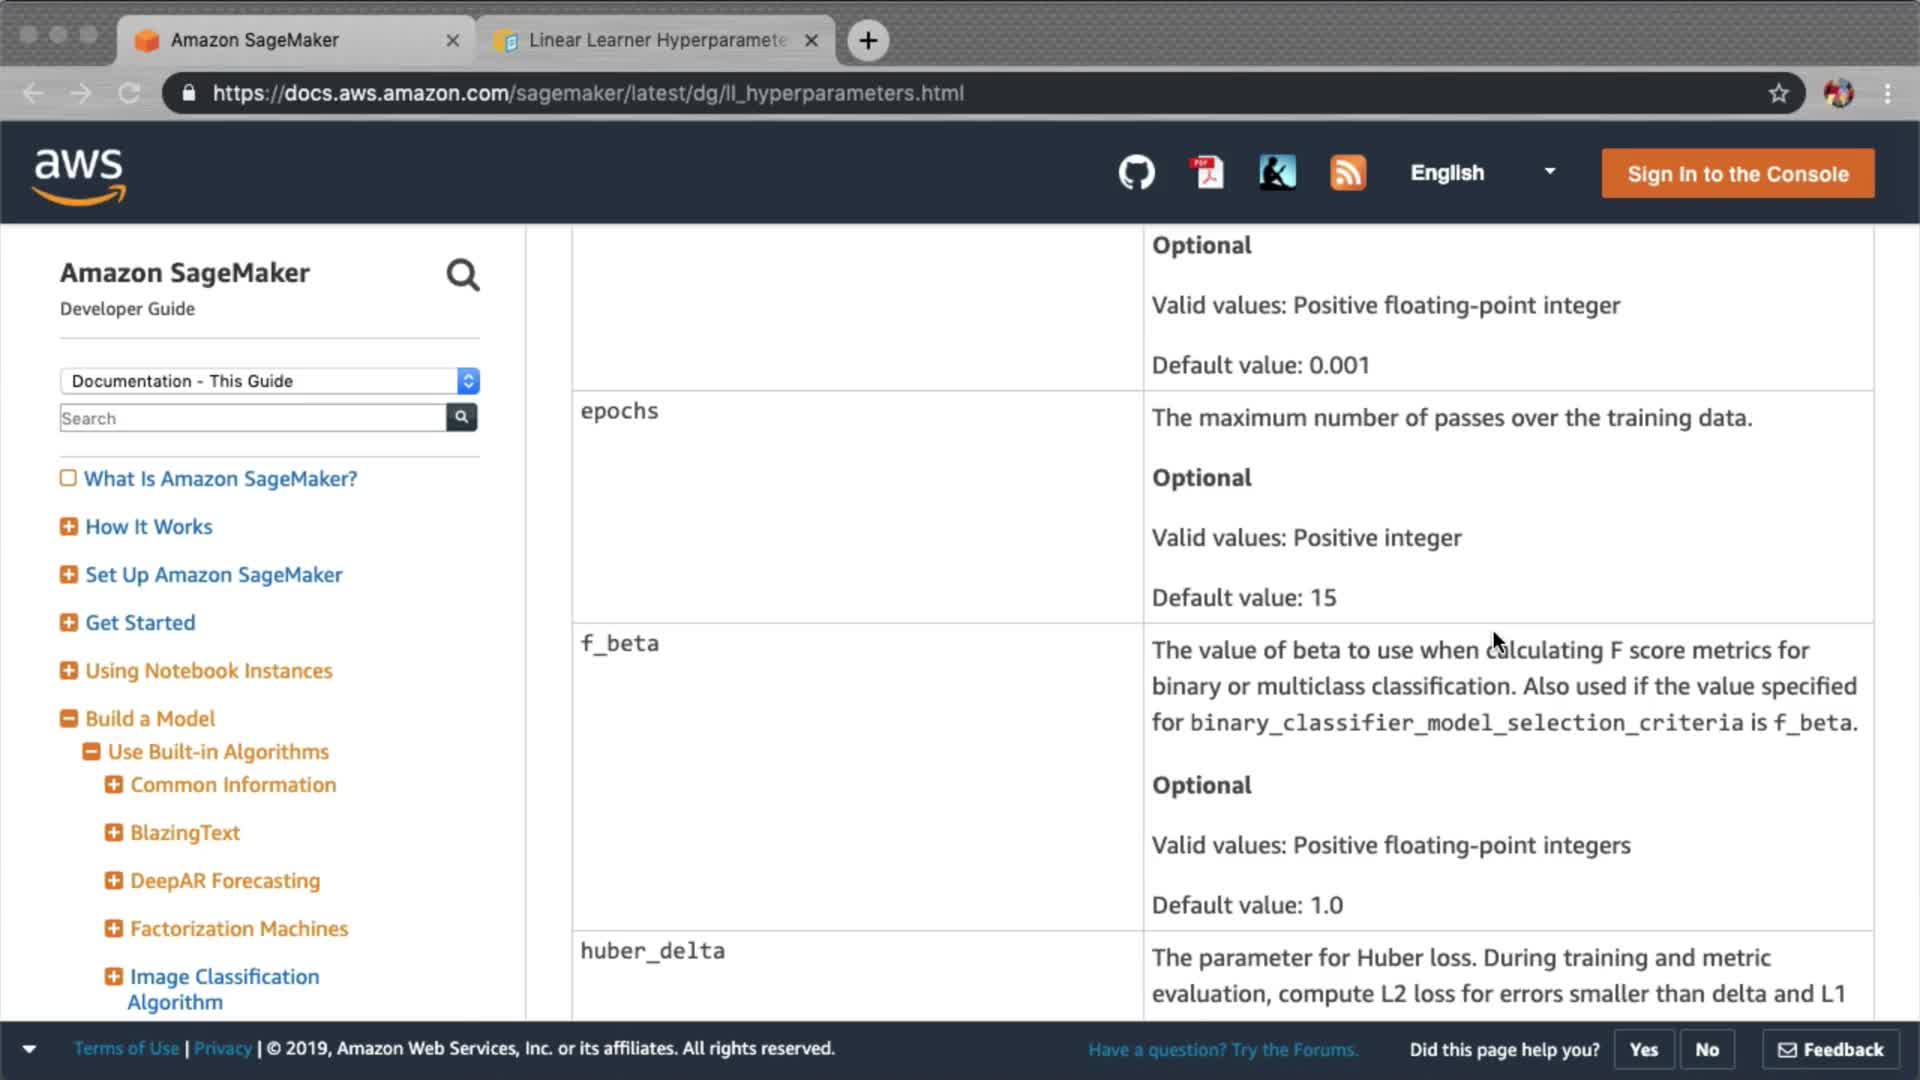 Amazon SageMaker
Linear Learner Hyperparamete
https://docs.aws.amazon.com/sagemaker/latest/dg/ll_hyperparameters.html
aws
PDF
English
Sign In to the Console
Amazon SageMaker
Developer Guide
Documentation - This Guide
Search
What Is Amazon SageMaker?
How It Works
Set Up Amazon SageMaker
Get Started
Using Notebook Instances
Build a Model
Use Built-in Algorithms
Common Information
BlazingText
DeepAR Forecasting
Factorization Machines
Image Classification
Algorithm
Optional
Valid values: Positive floating-point integer
Default value: 0.001
epochs
The maximum number of passes over the training data.
Optional
Valid values: Positive integer
Default value: 15
f_beta
The value of beta to use when calculating F score metrics for
binary or multiclass classification. Also used if the value specified
for binary_classifier_model_selection_criteria is f_beta.
Optional
Valid values: Positive floating-point integers
Default value: 1.0
huber_delta
The parameter for Huber loss. During training and metric
evaluation, compute L2 loss for errors smaller than delta and L1
Terms of Use | Privacy | © 2019, Amazon Web Services, Inc. or its affiliates. All rights reserved.
Have a question? Try the Forums.
Did this page help you?
Yes
No
Feedback